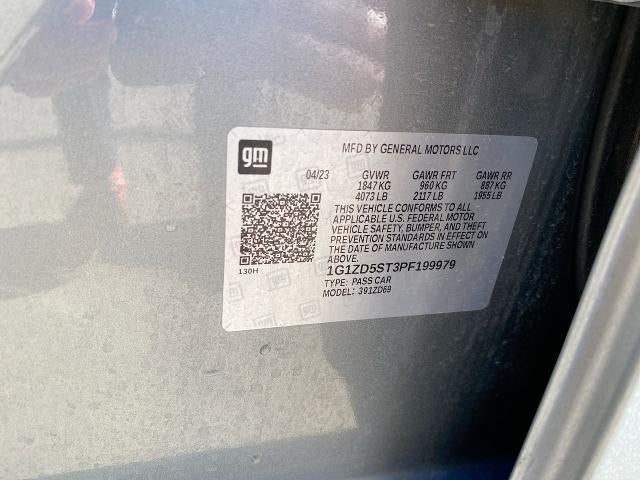 gm
MFD BY GENERAL MOTORS LLC
04/23 GVWR GAWR FRT GAWR RR
1847 KG 960 KG 887 KG
4073 LB 2117 LB 1955 LB
THIS VEHICLE CONFORMS TO ALL
APPLICABLE U.S. FEDERAL MOTOR
VEHICLE SAFETY, BUMPER, AND THEFT
PREVENTION STANDARDS IN EFFECT ON
THE DATE OF MANUFACTURE SHOWN
ABOVE.
130H
1G1ZD5ST3PF199979
TYPE: PASS CAR
MODEL: 391ZD69